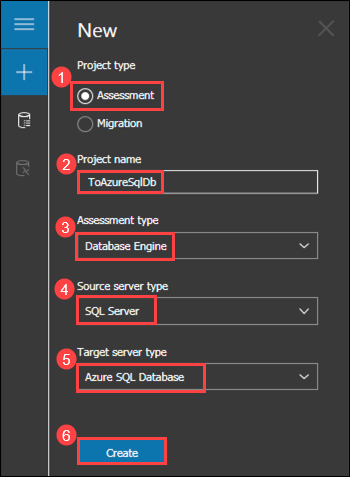 New
Project type
1
Assessment
Migration
2 Project name
ToAzureSqlDb
Assessment type
3
Database Engine
Source server type
4
SQL Server
Target server type
5
Azure SQL Database
6
Create